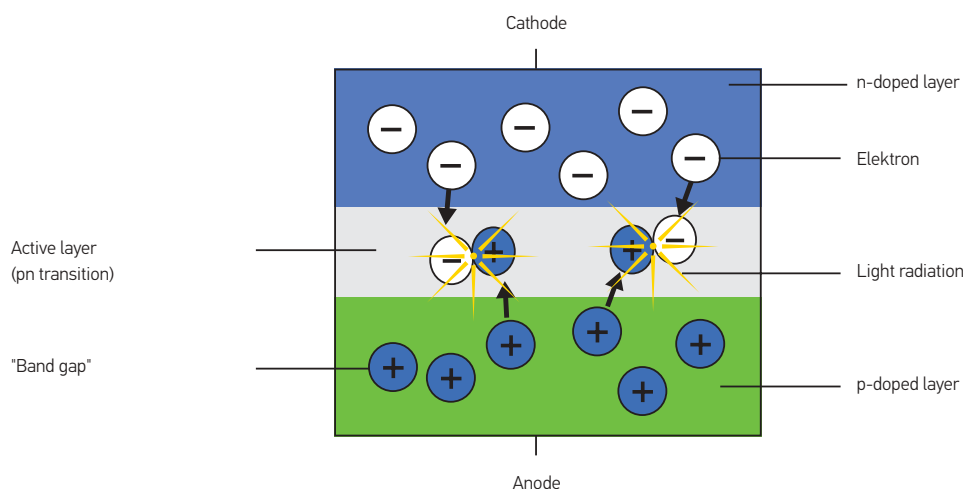 Cathode
n-doped layer
Elektron
Active layer
(pn transition)
Light radiation
"Band gap"
p-doped layer
Anode